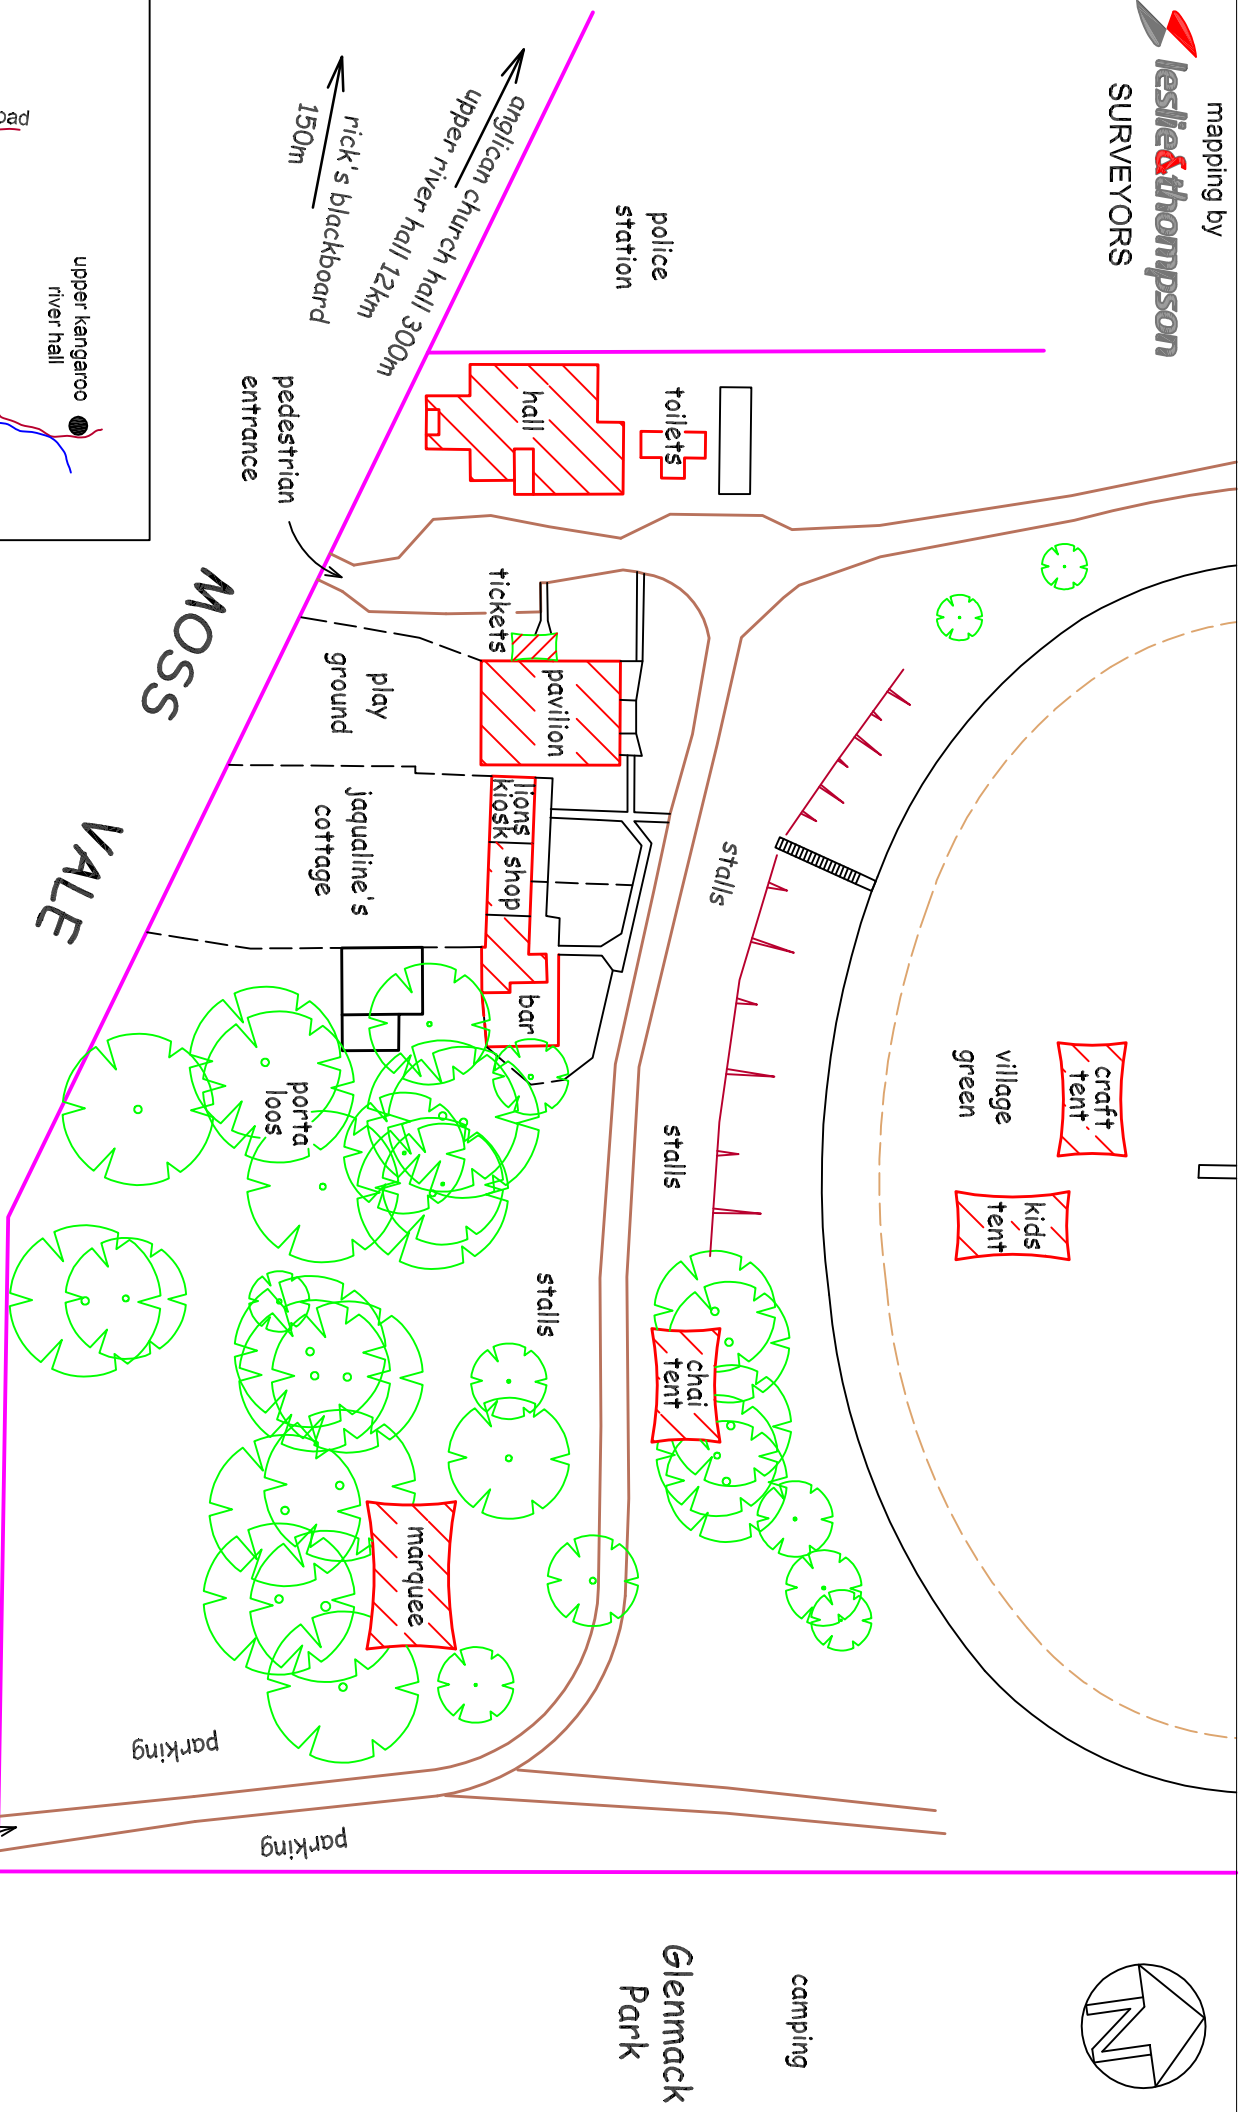 mapping by
leslie&thompson
SURVEYORS
police
station
anglican church hall 300m
upper river hall 12km
rick's blackboard
150m
upper kangaroo
river hall
pedestrian
entrance
hall
toilets
tickets
pavilion
play
ground
lions
kiosk
shop
bar
jaqualine's
cottage
MOSS
VALE
stalls
stalls
stalls
village
green
craft
tent
kids
tent
chai
tent
porta
loos
marquee
parking
parking
camping
Glenmack
Park
N